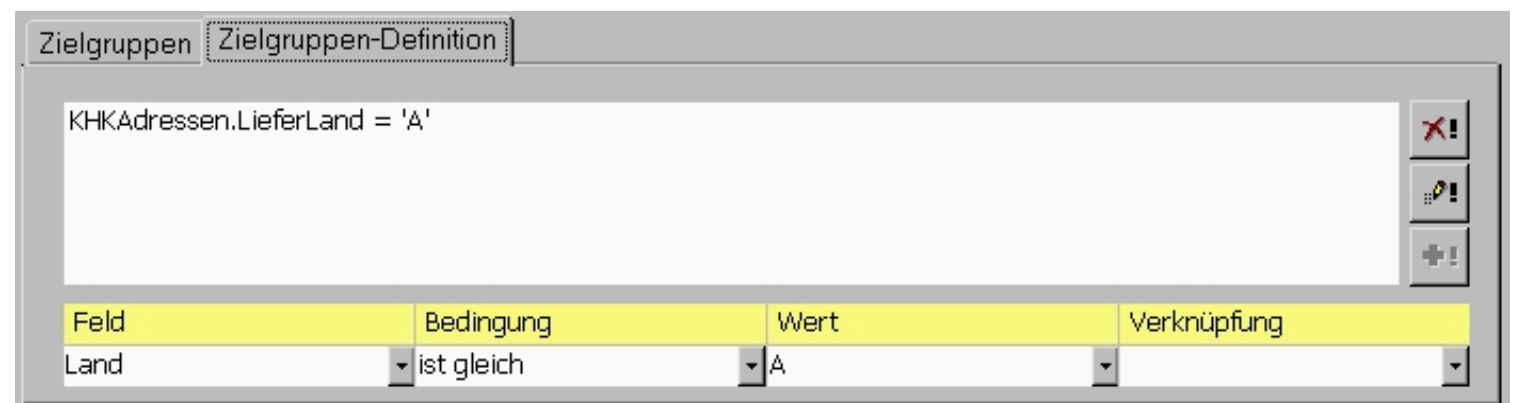 Zielgruppen Zielgruppen-Definition
KHKAdressen.LieferLand = 'A'
Feld Bedingung Wert Verknüpfung
Land ist gleich A